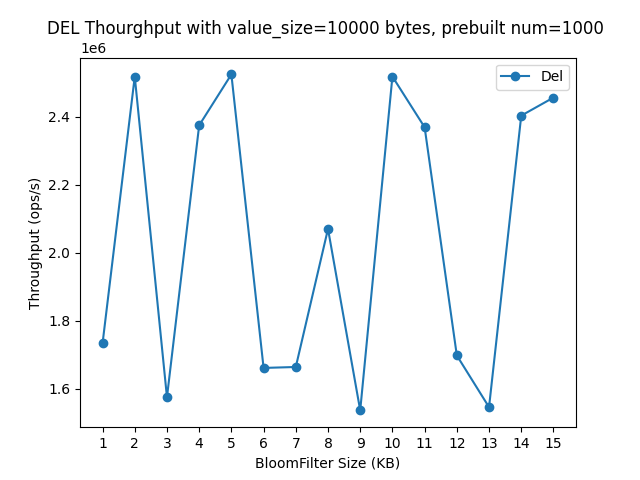 DEL Thourghput with value_size=10000 bytes, prebuilt num=1000
1e6
Del
2.4
2.2
2.0
1.8
1.6
Throughput (ops/s)
1 2 3 4 5 6 7 8 9 10 11 12 13 14 15
BloomFilter Size (KB)